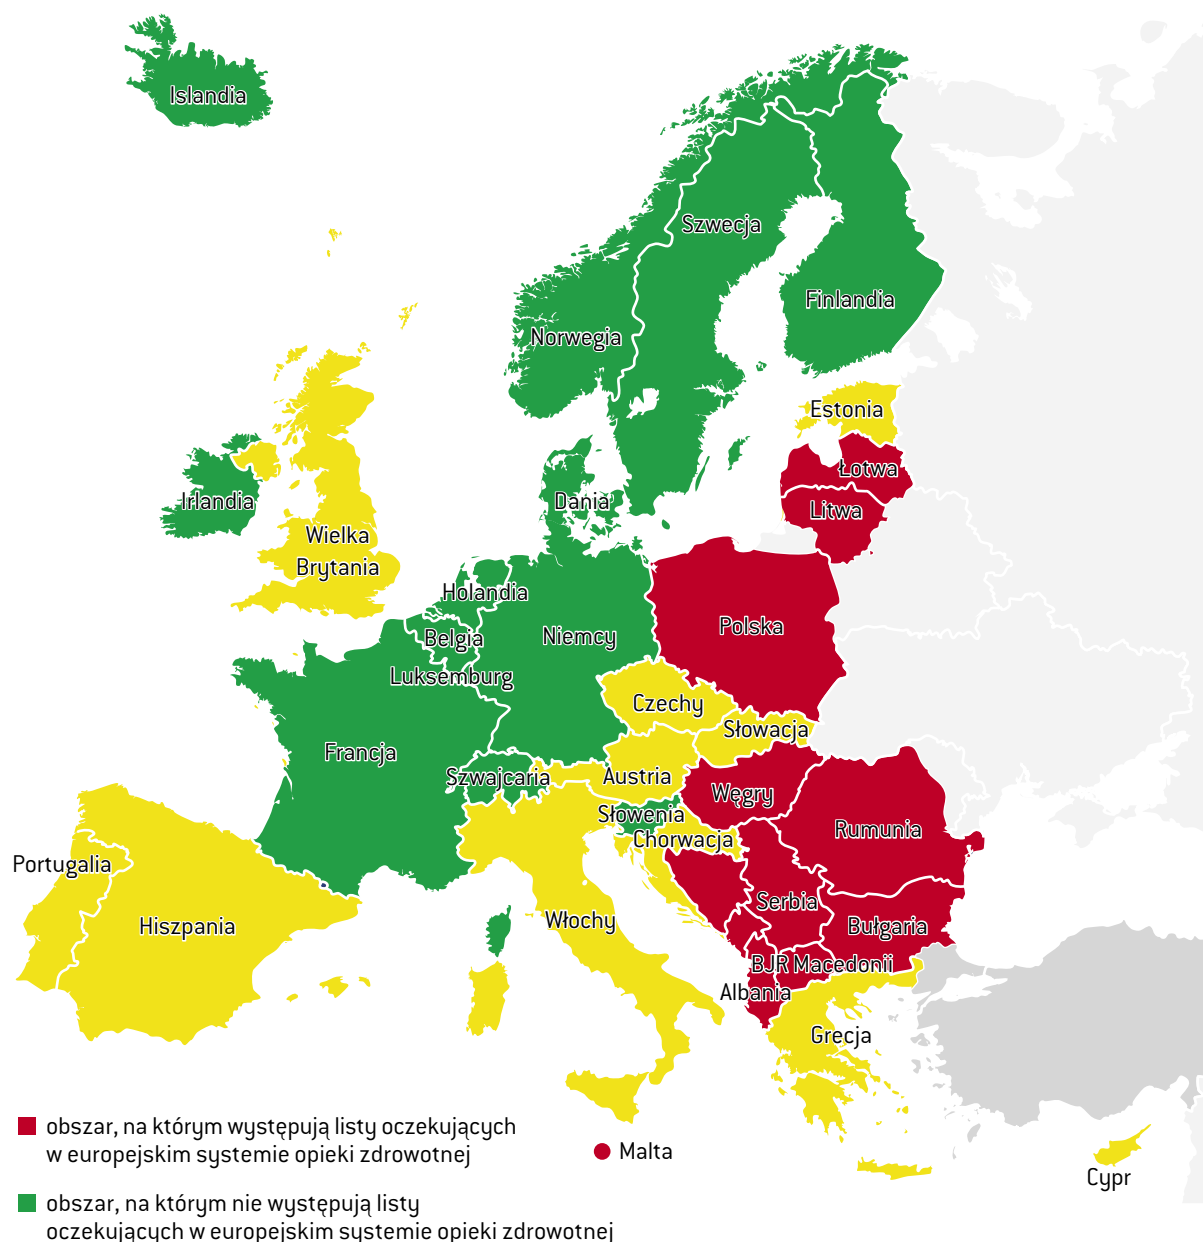 Islandia
Szwecja
Finlandia
Norwegia
Estonia
Łotwa
Litwa
Irlandia
Dania
Wielka
Brytania
Holandia
Belgia
Niemcy
Polska
Luksemburg
Czechy
Słowacja
Francja
Szwajcaria
Austria
Węgry
Słowenia
Chorwacja
Rumunia
Portugalia
Hiszpania
Włochy
Serbia
Bułgaria
BJR Macedonii
Albania
Grecja
obszar, na którym występują listy oczekujących
w europejskim systemie opieki zdrowotnej
Malta
Cypr
obszar, na którym nie występują listy
oczekujących w europejskim systemie opieki zdrowotnej